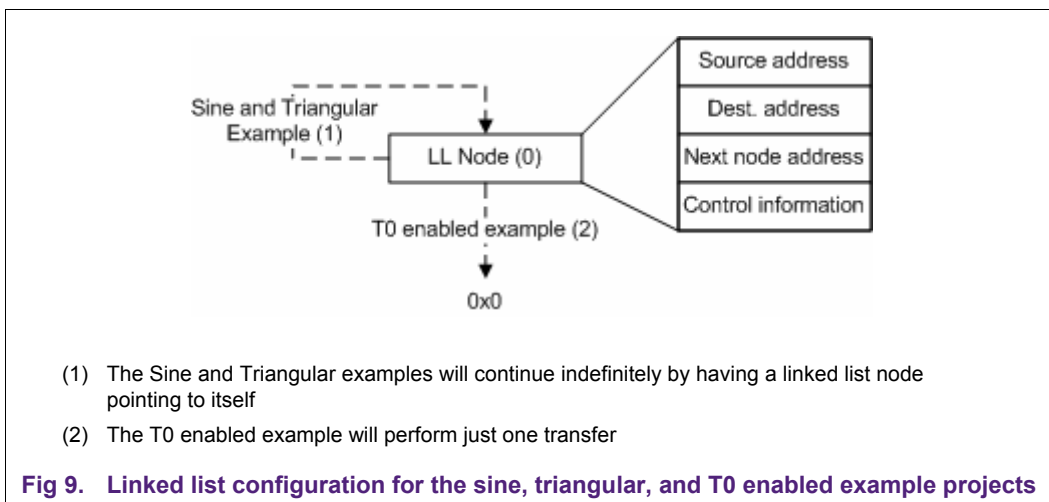 Source address
Dest. address
Next node address
Control information
Sine and Triangular
Example (1)
LL Node (0)
T0 enabled example (2)
0x0
(1) The Sine and Triangular examples will continue indefinitely by having a linked list node
pointing to itself
(2) The T0 enabled example will perform just one transfer
Fig 9. Linked list configuration for the sine, triangular, and T0 enabled example projects